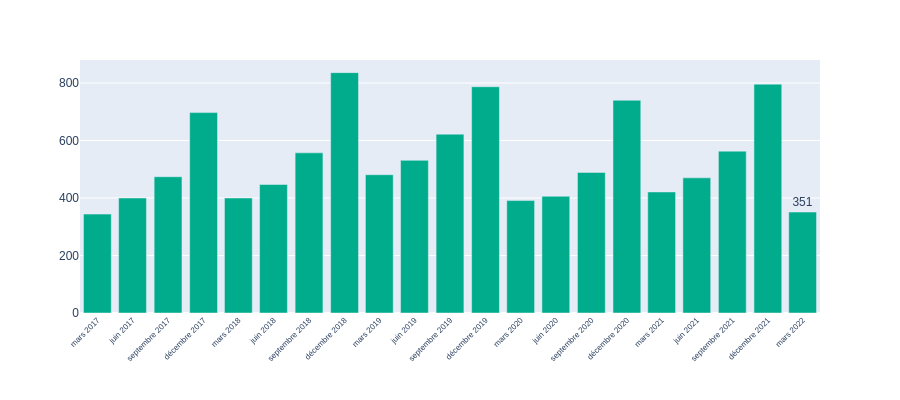 800
600
400
200
0
351
mars 2017
juin 2017
septembre 2017
décembre 2017
mars 2018
juin 2018
septembre 2018
décembre 2018
mars 2019
juin 2019
septembre 2019
décembre 2019
mars 2020
juin 2020
septembre 2020
décembre 2020
mars 2021
juin 2021
septembre 2021
décembre 2021
mars 2022